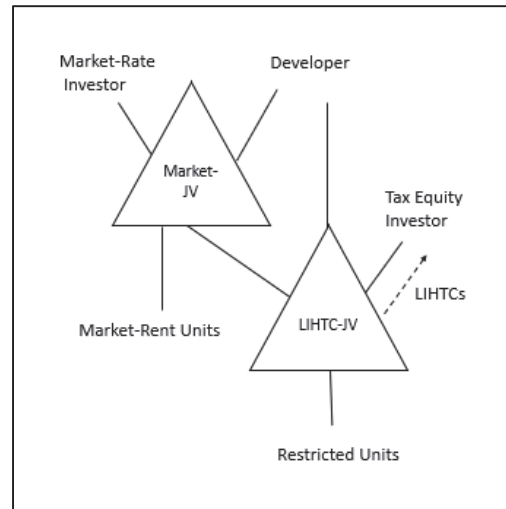 Market-Rate
Investor
Developer
Market-
JV
Tax Equity
Investor
LIHTCs
LIHTC-JV
Market-Rent Units
Restricted Units